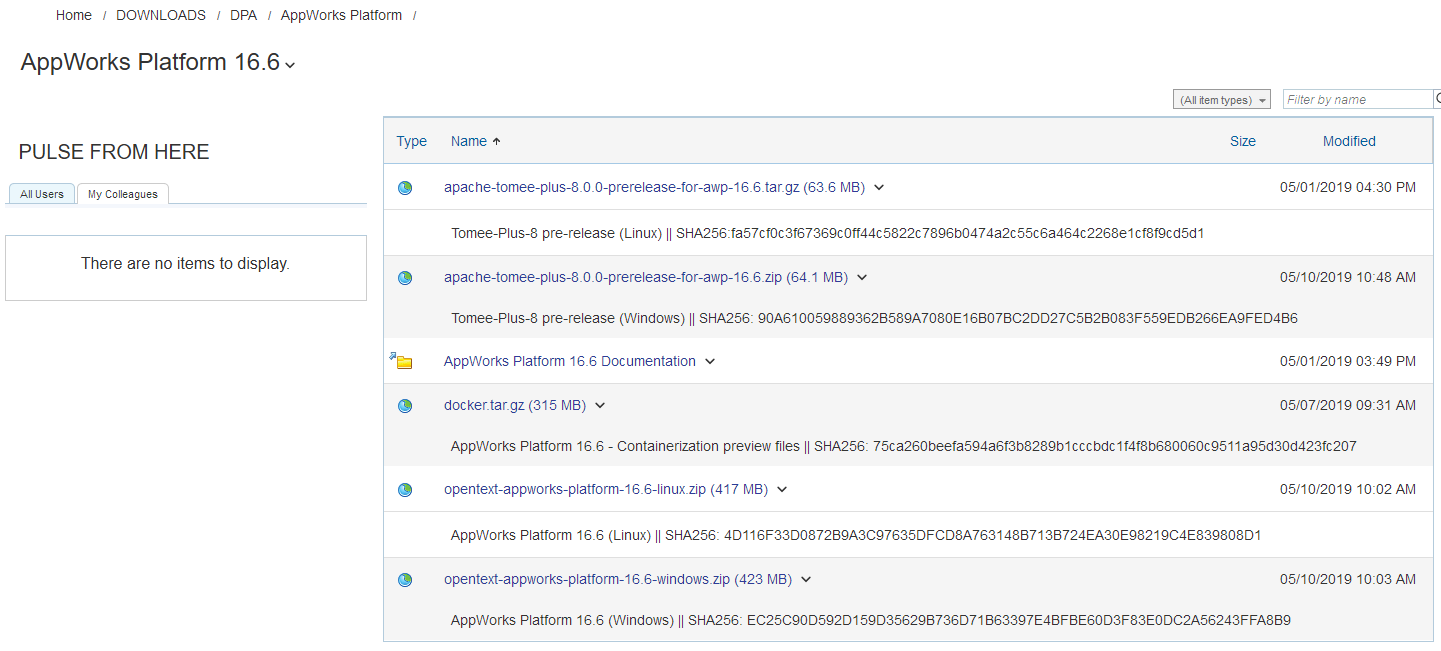 Home / DOWNLOADS / DPA / AppWorks Platform /
AppWorks Platform 16.6
(All item types)
Filter by name
PULSE FROM HERE
All Users
My Colleagues
There are no items to display.
Type Name Size Modified
apache-tomee-plus-8.0.0-prerelease-for-awp-16.6.tar.gz (63.6 MB) 05/01/2019 04:30 PM
Tomee-Plus-8 pre-release (Linux) || SHA256:fa57cf0c3f67369c0ff44c5822c7896b0474a2c55c6a464c2268e1cf8f9cd5d1
apache-tomee-plus-8.0.0-prerelease-for-awp-16.6.zip (64.1 MB) 05/10/2019 10:48 AM
Tomee-Plus-8 pre-release (Windows) || SHA256: 90A610059889362B589A7080E16B07BC2DD27C5B2B083F559EDB266EA9FED4B6
AppWorks Platform 16.6 Documentation 05/01/2019 03:49 PM
docker.tar.gz (315 MB) 05/07/2019 09:31 AM
AppWorks Platform 16.6 - Containerization preview files || SHA256: 75ca260beefa594a6f3b8289b1cccbdc1f4f8b680060c9511a95d30d423fc207
opentext-appworks-platform-16.6-linux.zip (417 MB) 05/10/2019 10:02 AM
AppWorks Platform 16.6 (Linux) || SHA256: 4D116F33D0872B9A3C97635DFCD8A763148B713B724EA30E98219C4E839808D1
opentext-appworks-platform-16.6-windows.zip (423 MB) 05/10/2019 10:03 AM
AppWorks Platform 16.6 (Windows) || SHA256: EC25C90D592D159D35629B736D71B63397E4BFBE60D3F83E0DC2A56243FFA8B9